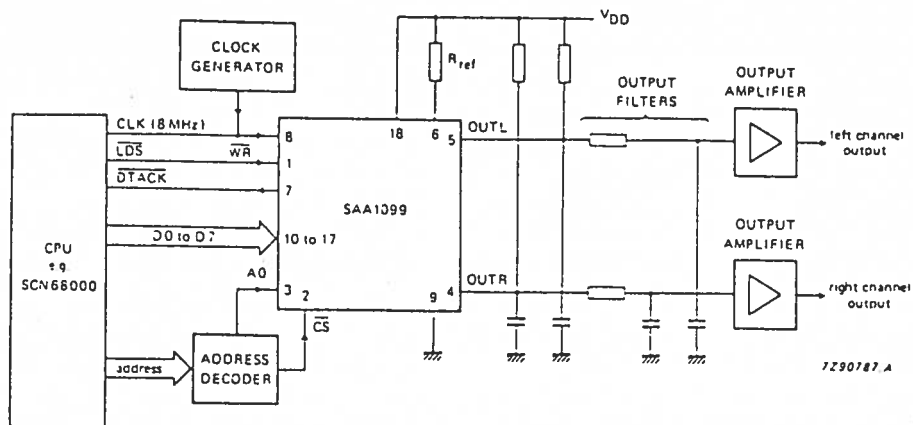 VDD
CLOCK
GENERATOR
Rref
OUTPUT
FILTERS
OUTPUT
AMPLIFIER
CLK (8 MHz)
8
18
6
5
OUTL
left channel
output
LDS
WR
1
DTACK
7
SAA1099
D0 to D7
10 to 17
CPU
e.g.
SCN68000
A0
3
2
9
4
OUTR
OUTPUT
AMPLIFIER
right channel
output
CS
address
ADDRESS
DECODER
7Z90787.A